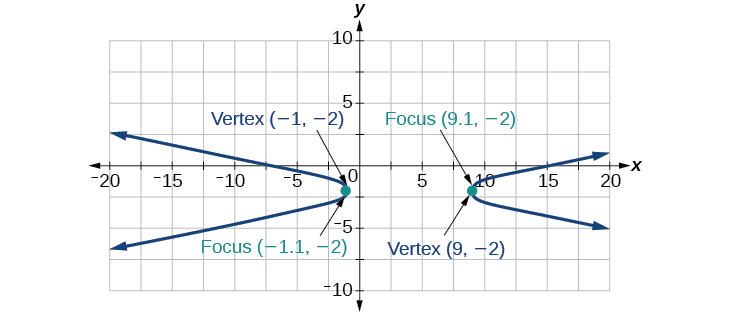 y
10
5
Vertex (−1, −2)
Focus (9.1, −2)
x
−20 −15 −10 −5 0 5 10 15 20
−5
Focus (−1.1, −2)
Vertex (9, −2)
−10